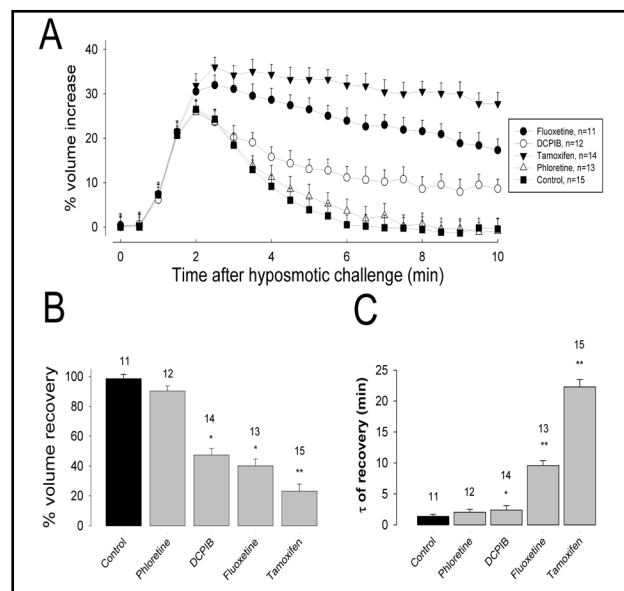 A
% volume increase
40
30
20
10
0
0 2 4 6 8 10
Time after hyposmotic challenge (min)
Fluoxetine, n=11
DCPIB, n=12
Tamoxifen, n=14
Phloretine, n=13
Control, n=15
B
% volume recovery
100
80
60
40
20
0
11
12
14
*
13
*
15
**
Control
Phloretine
DCPIB
Fluoxetine
Tamoxifen
C
τ of recovery (min)
25
20
15
10
5
0
11
12
14
*
13
**
15
**
Control
Phloretine
DCPIB
Fluoxetine
Tamoxifen